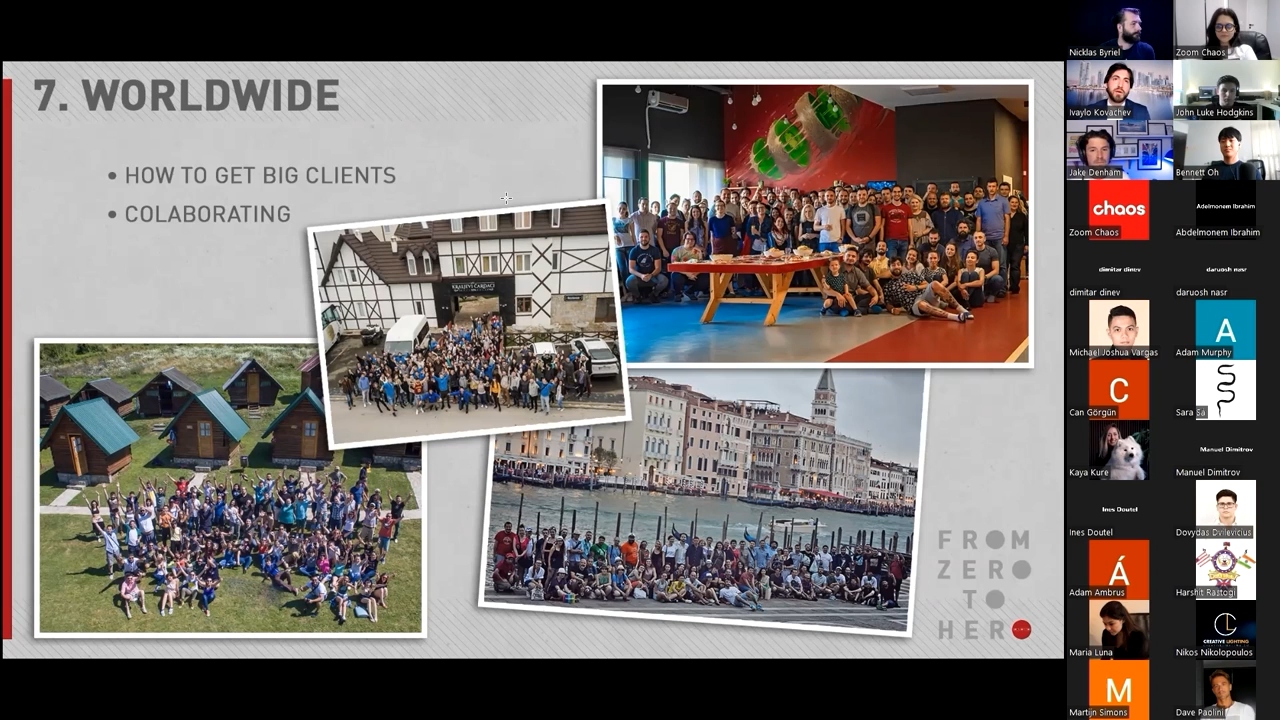 7. WORLDWIDE
• HOW TO GET BIG CLIENTS
• COLABORATING
FROM
ZERO
TO
HERO
Nicklas Byriel
Zoom Chaos
Ivaylo Kovachev
John Luke Hodgkins
Jake Denham
Bennett Oh
chaos
Zoom Chaos
Adelmonem Ibrahim
Abdelmonem Ibrahim
dimitar dinev
dimitar dinev
daruosh nasr
daruosh nasr
Michael Joshua Vargas
A
Adam Murphy
C
Can Görgün
Sara Sá
Kaya Kure
Manuel Dimitrov
Manuel Dimitrov
Ines Doutel
Ines Doutel
Dovydas Dvilevicius
Á
Adam Ambrus
Harshit Rastogi
Maria Luna
CL
CREATIVE LIGHTING
Nikos Nikolopoulos
M
Martijn Simons
Dave Paolini